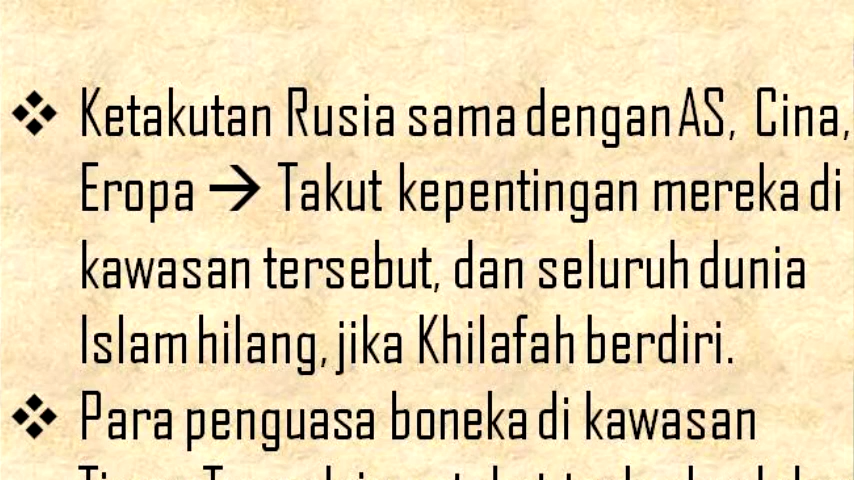 ❖ Ketakutan Rusia sama dengan AS, Cina,
Eropa → Takut kepentingan mereka di
kawasan tersebut, dan seluruh dunia
Islam hilang, jika Khilafah berdiri.
❖ Para penguasa boneka di kawasan